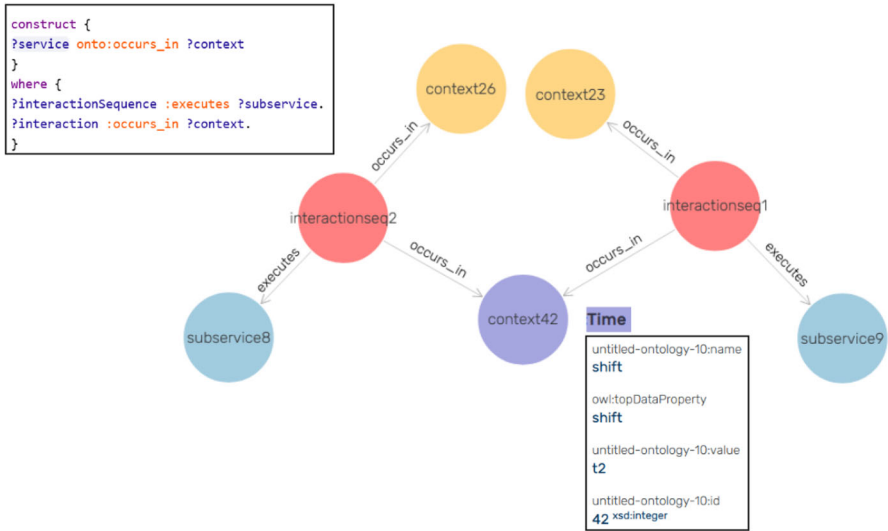 construct {
?service onto:occurs_in ?context
}
where {
?interactionSequence :executes ?subservice.
?interaction :occurs_in ?context.
}
context26
context23
occurs_in
occurs_in
interactionseq2
interactionseq1
executes
occurs_in
occurs_in
executes
subservice8
context42
Time
subservice9
untitled-ontology-10:name
shift
owl:topDataProperty
shift
untitled-ontology-10:value
t2
untitled-ontology-10:id
42 xsd:integer